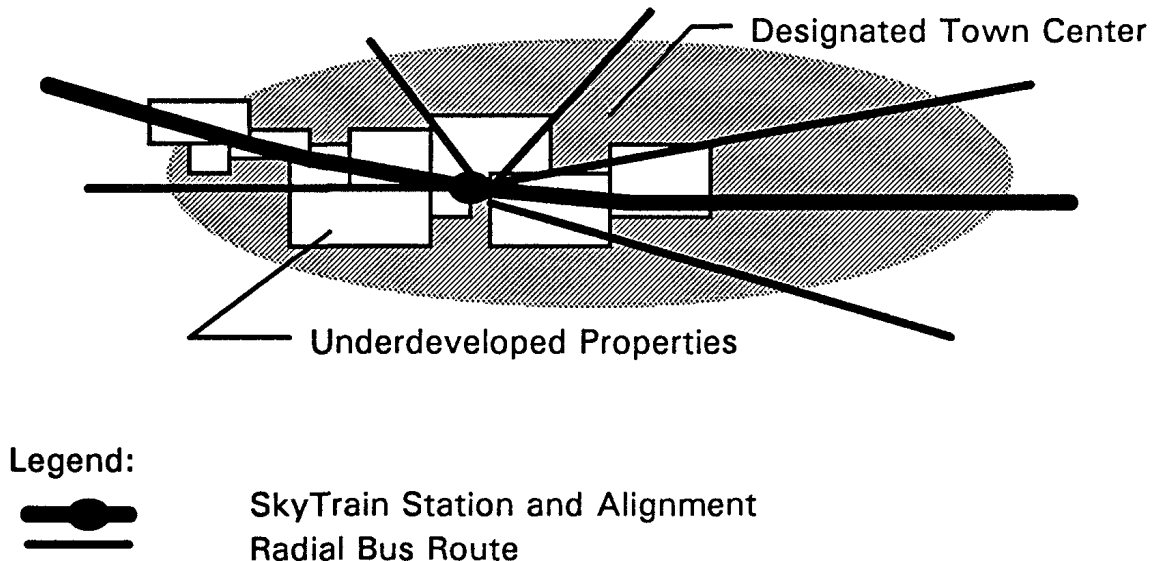 Designated Town Center
Underdeveloped Properties
Legend:
SkyTrain Station and Alignment
Radial Bus Route